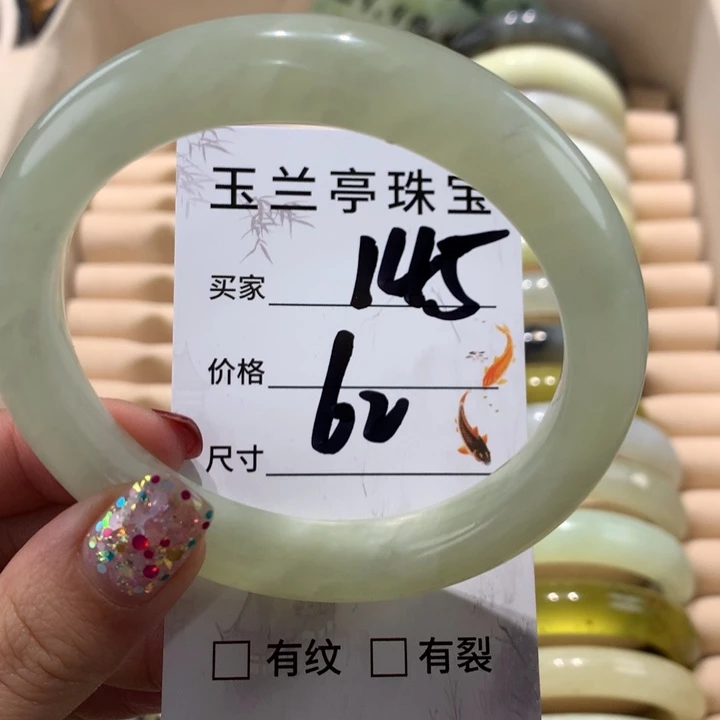 玉兰亭珠宝
买家 145
价格
62
尺寸
有纹 有裂